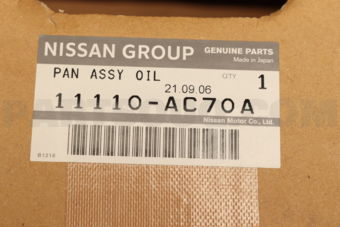 NISSAN GROUP
GENUINE PARTS
Made in Japan
PAN ASSY OIL
21.09.06
QTY
1
11110-AC70A
Nissan Motor Co., Ltd.
B1216